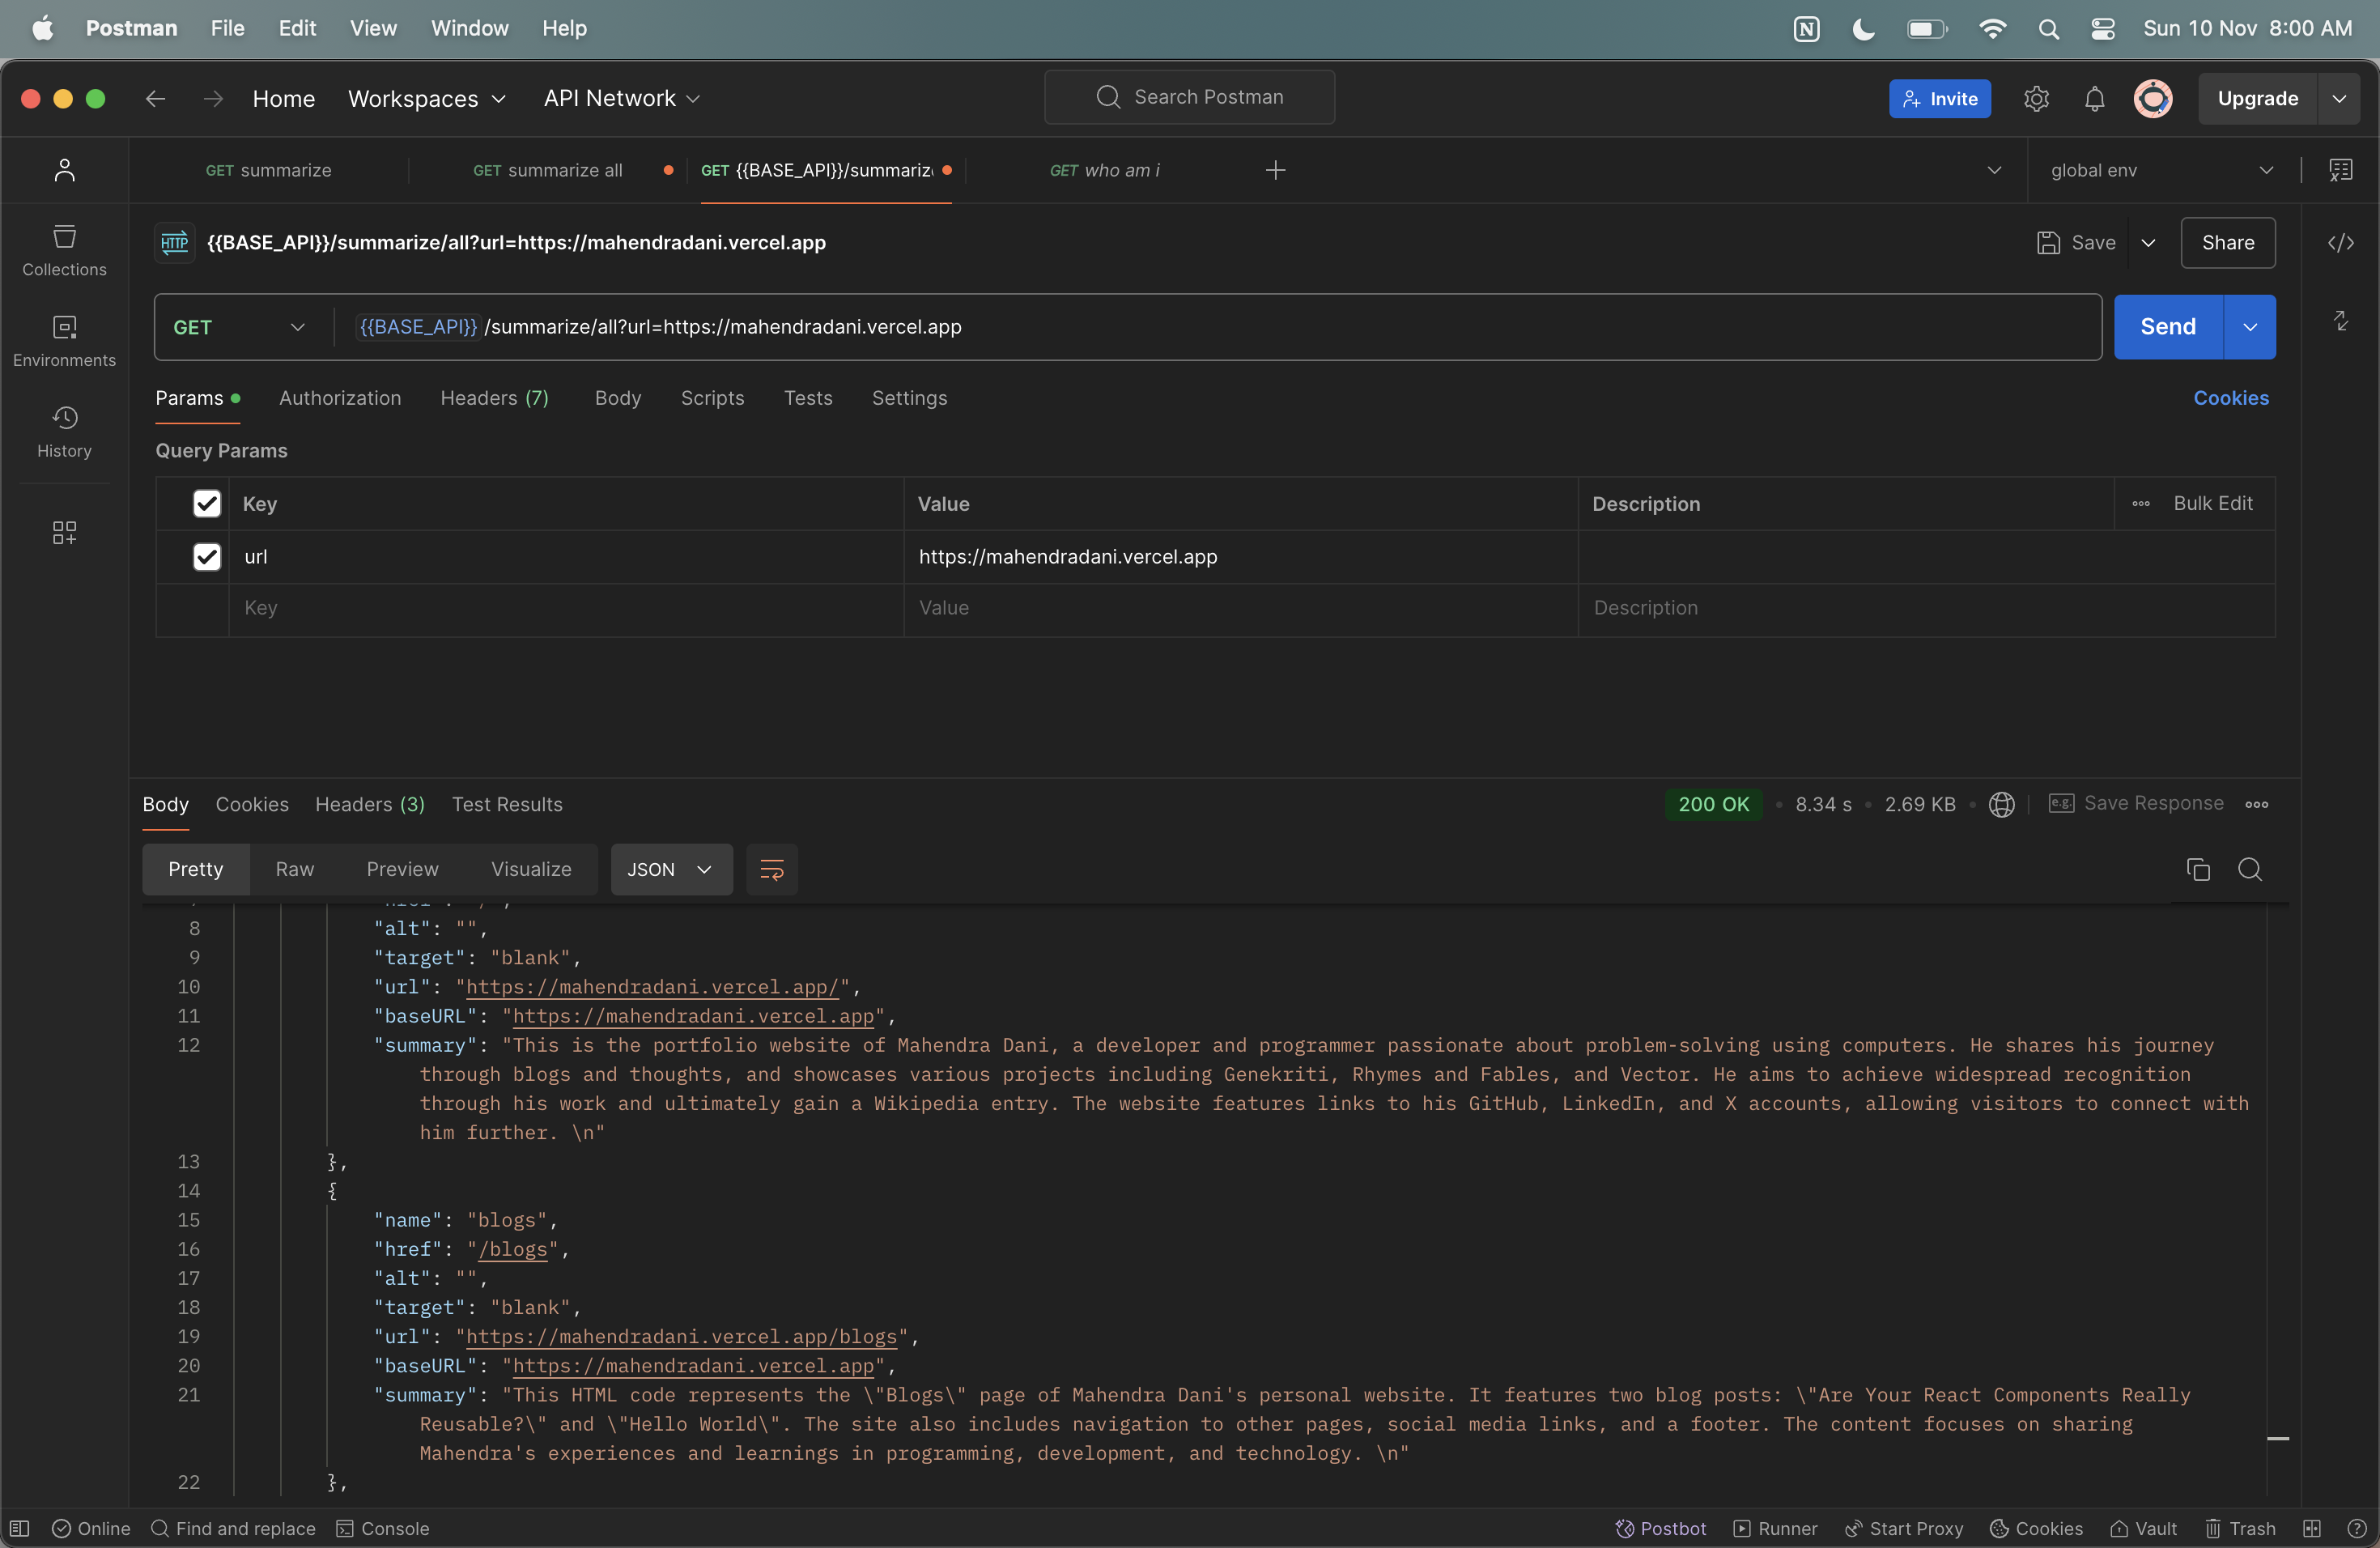 Postman File Edit View Window Help
Sun 10 Nov 8:00 AM
Home Workspaces API Network
Search Postman
Invite
Upgrade
GET summarize
GET summarize all
GET {{BASE_API}}/summariz
GET who am i
global env
Collections
Environments
History
HTTP {{BASE_API}}/summarize/all?url=https://mahendradani.vercel.app
Save
Share
GET
{{BASE_API}}/summarize/all?url=https://mahendradani.vercel.app
Send
Params
Authorization
Headers (7)
Body
Scripts
Tests
Settings
Cookies
Query Params
Key Value Description Bulk Edit
url https://mahendradani.vercel.app
Key Value Description
Body Cookies Headers (3) Test Results
200 OK 8.34 s 2.69 KB e.g. Save Response
Pretty Raw Preview Visualize JSON
8 "alt": "",
9 "target": "blank",
10 "url": "https://mahendradani.vercel.app/",
11 "baseURL": "https://mahendradani.vercel.app",
12 "summary": "This is the portfolio website of Mahendra Dani, a developer and programmer passionate about problem-solving using computers. He shares his journey
through blogs and thoughts, and showcases various projects including Genekriti, Rhymes and Fables, and Vector. He aims to achieve widespread recognition
through his work and ultimately gain a Wikipedia entry. The website features links to his GitHub, LinkedIn, and X accounts, allowing visitors to connect with
him further. \n"
13 },
14 {
15 "name": "blogs",
16 "href": "/blogs",
17 "alt": "",
18 "target": "blank",
19 "url": "https://mahendradani.vercel.app/blogs",
20 "baseURL": "https://mahendradani.vercel.app",
21 "summary": "This HTML code represents the \"Blogs\" page of Mahendra Dani's personal website. It features two blog posts: \"Are Your React Components Really
Reusable?\" and \"Hello World\". The site also includes navigation to other pages, social media links, and a footer. The content focuses on sharing
Mahendra's experiences and learnings in programming, development, and technology. \n"
22 },
Online Find and replace Console
Postbot Runner Start Proxy Cookies Vault Trash